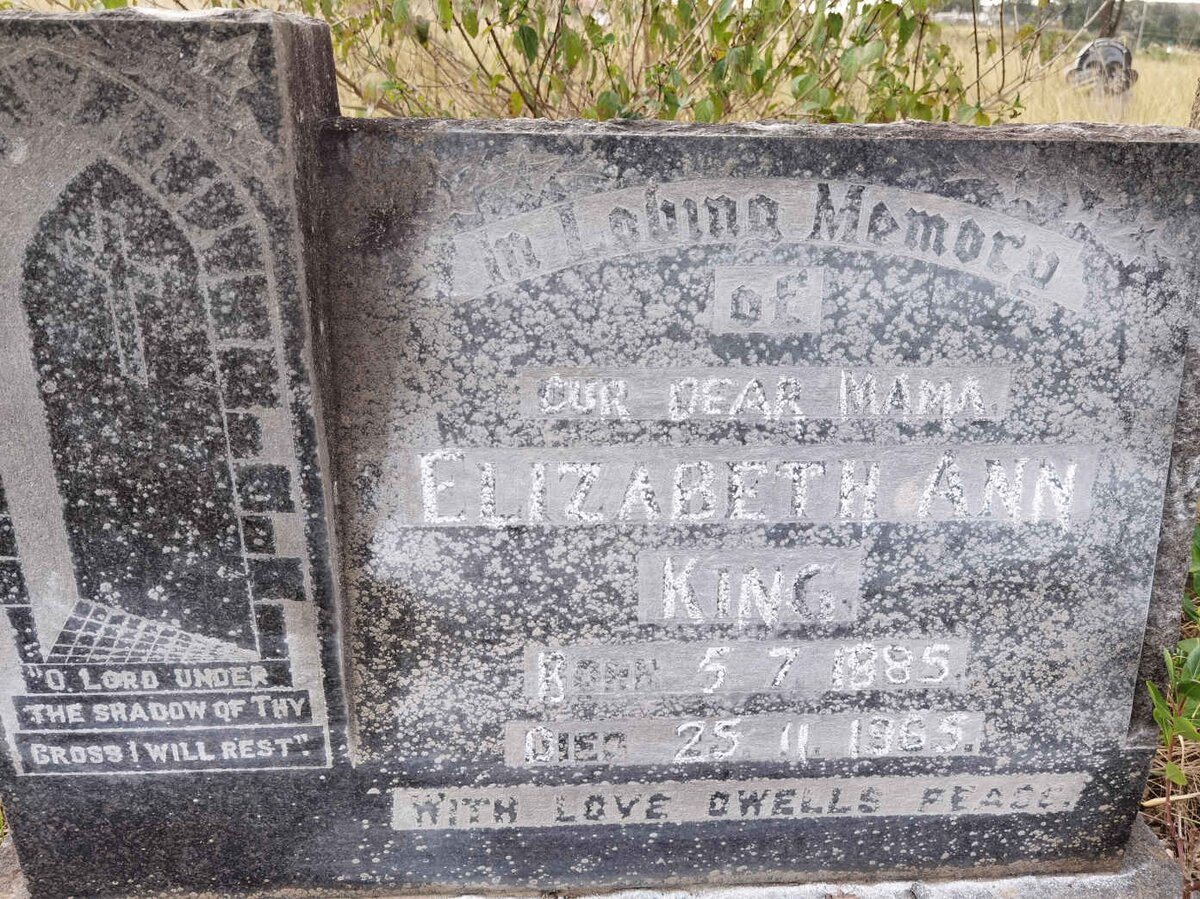 In Loving Memory
of
OUR DEAR MAMA.
ELIZABETH ANN
KING.
BORN 5 7 1885.
DIED 25. 11. 1965.
WITH LOVE DWELLS PEACE
"O LORD UNDER
THE SHADOW OF THY
CROSS I WILL REST".